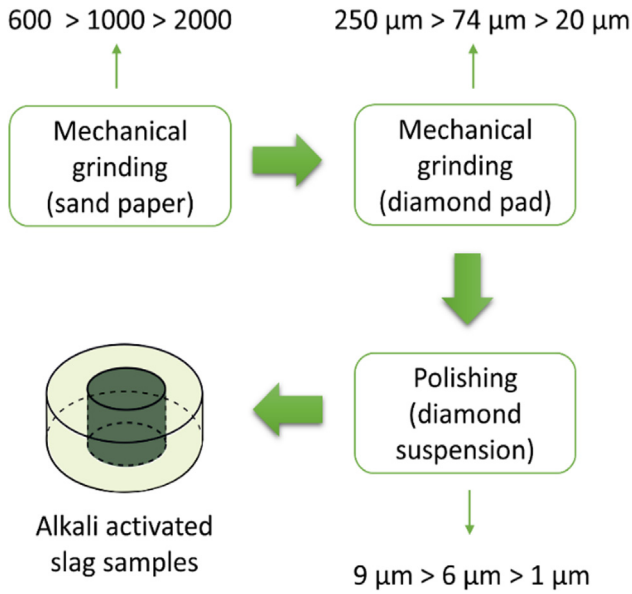 600 > 1000 > 2000
250 µm > 74 µm > 20 µm
Mechanical
grinding
(sand paper)
Mechanical
grinding
(diamond pad)
Polishing
(diamond
suspension)
Alkali activated
slag samples
9 µm > 6 µm > 1 µm